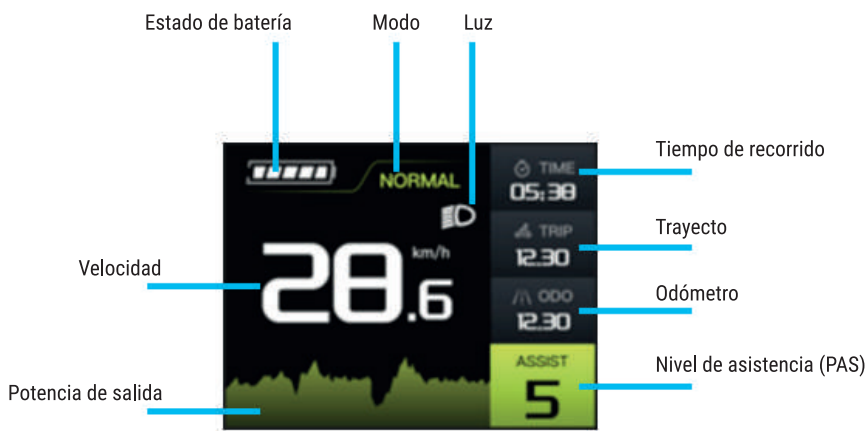 Estado de batería
Modo
Luz
NORMAL
TIME
05:38
Tiempo de recorrido
TRIP
12.30
Trayecto
Velocidad
28.6
km/h
ODO
12.30
Odómetro
ASSIST
5
Nivel de asistencia (PAS)
Potencia de salida